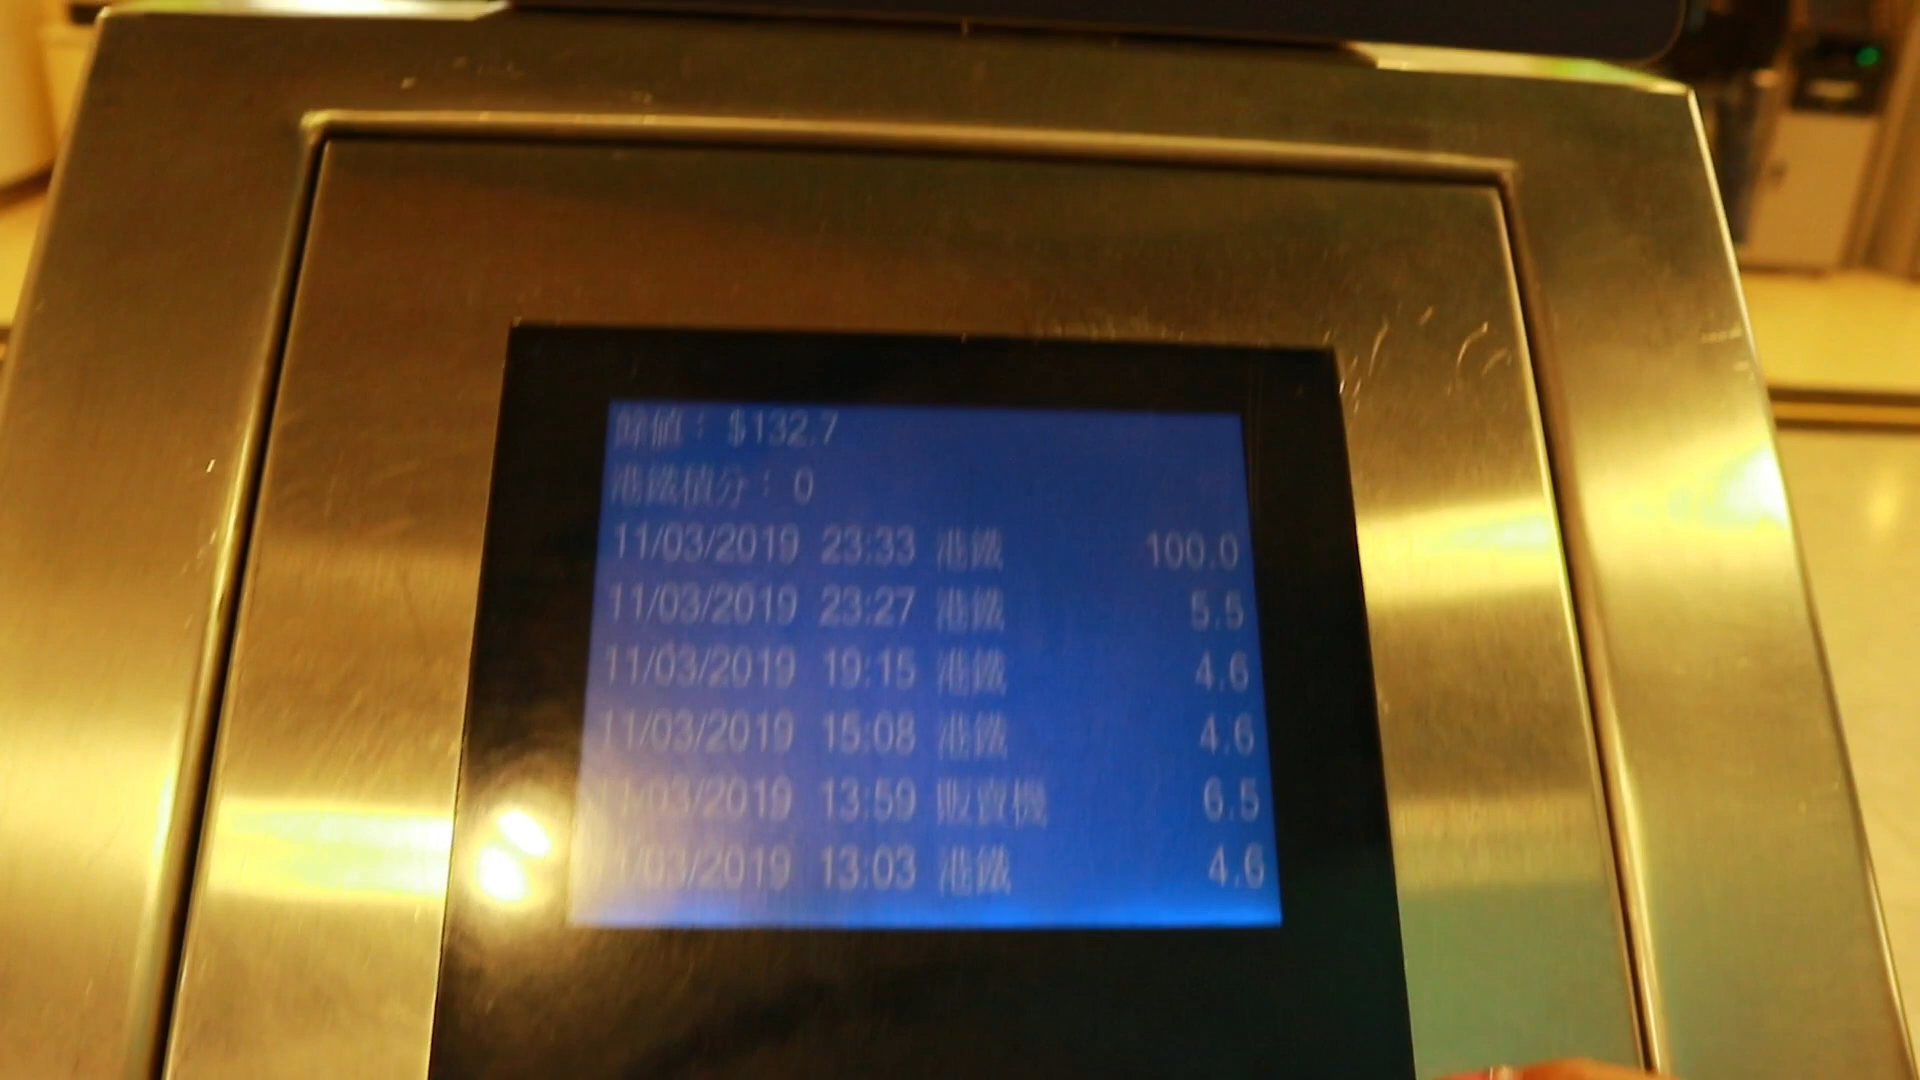 餘值： $132.7
港鐵積分： 0
11/03/2019 23:33 港鐵 100.0
11/03/2019 23:27 港鐵 5.5
11/03/2019 19:15 港鐵 4.6
11/03/2019 15:08 港鐵 4.6
11/03/2019 13:59 販賣機 6.5
1/03/2019 13:03 港鐵 4.6